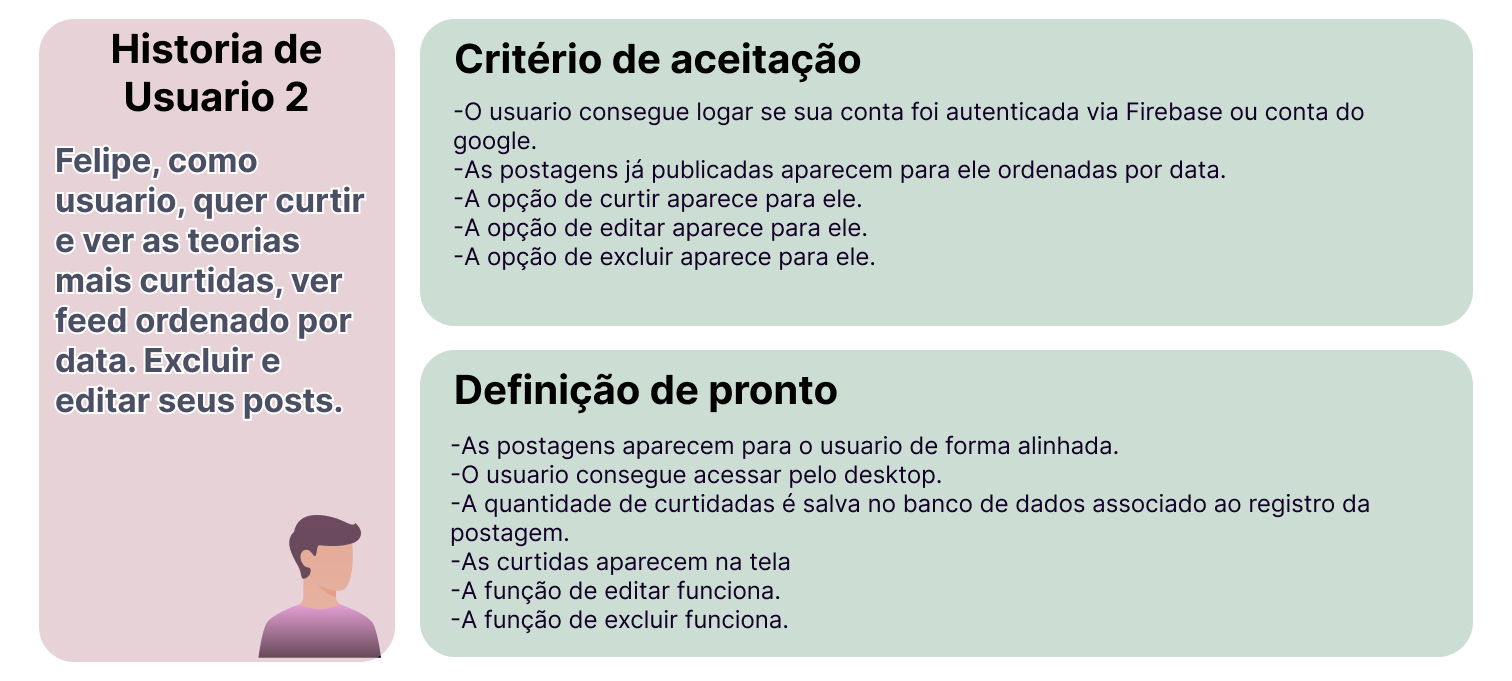 Historia de
Usuario 2
Felipe, como
usuario, quer curtir
e ver as teorias
mais curtidas, ver
feed ordenado por
data. Excluir e
editar seus posts.
Critério de aceitação
-O usuario consegue logar se sua conta foi autenticada via Firebase ou conta do
google.
-As postagens já publicadas aparecem para ele ordenadas por data.
-A opção de curtir aparece para ele.
-A opção de editar aparece para ele.
-A opção de excluir aparece para ele.
Definição de pronto
-As postagens aparecem para o usuario de forma alinhada.
-O usuario consegue acessar pelo desktop.
-A quantidade de curtidadas é salva no banco de dados associado ao registro da
postagem.
-As curtidas aparecem na tela
-A função de editar funciona.
-A função de excluir funciona.